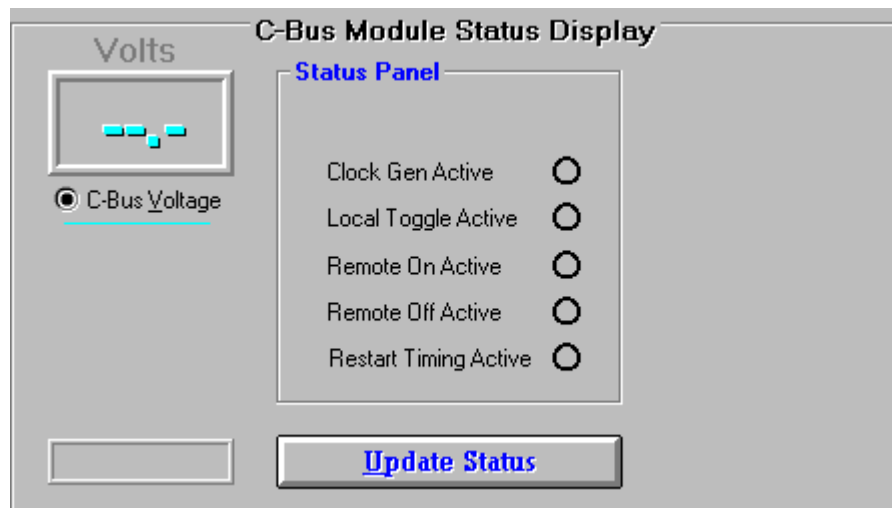 C-Bus Module Status Display
Volts
--.-
C-Bus Voltage
Status Panel
Clock Gen Active
Local Toggle Active
Remote On Active
Remote Off Active
Restart Timing Active
Update Status